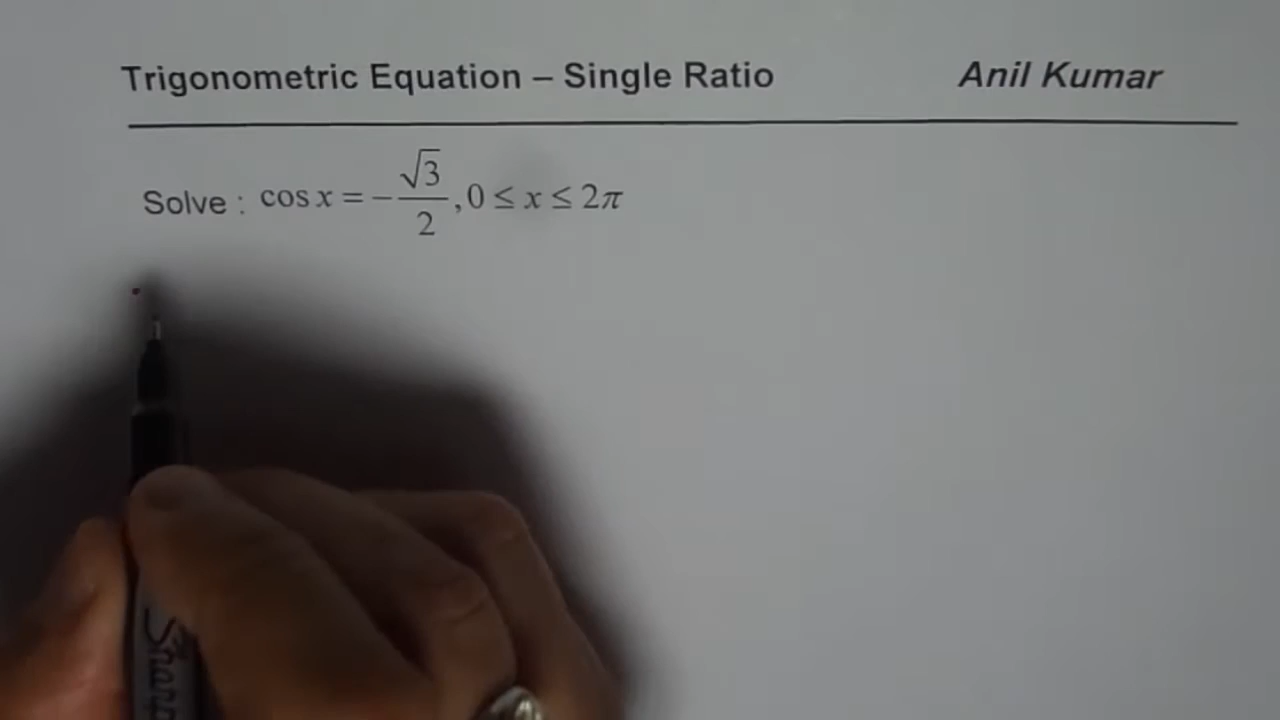 Trigonometric Equation – Single Ratio Anil Kumar
Solve : cos x = -√3/2, 0 ≤ x ≤ 2π